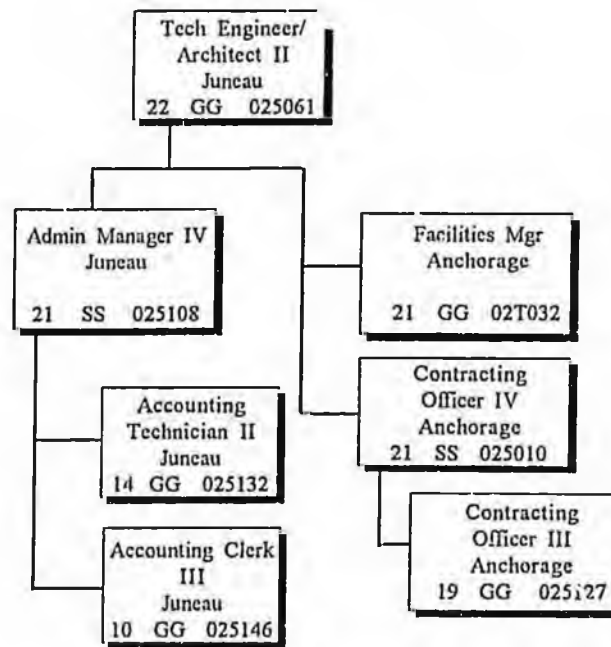 Tech Engineer/
Architect II
Juneau
22 GG 025061
Admin Manager IV
Juneau
21 SS 025108
Facilities Mgr
Anchorage
21 GG 02T032
Accounting
Technician II
Juneau
14 GG 025132
Contracting
Officer IV
Anchorage
21 SS 025010
Accounting Clerk
III
Juneau
10 GG 025146
Contracting
Officer III
Anchorage
19 GG 025127